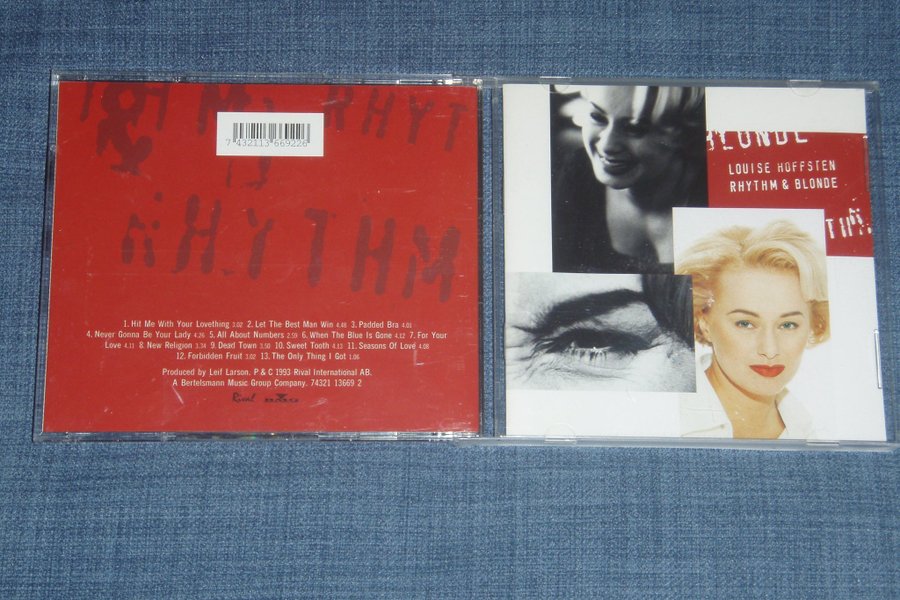 RHYT
7 432113 669226
RHYTHM
1. Hit Me With Your Lovething 3.02 2. Let The Best Man Win 4.48 3. Padded Bra 4.01
4. Never Gonna Be Your Lady 4.26 5. All About Numbers 2.59 6. When The Blue Is Gone 4.12 7. For Your
Love 4.11 8. New Religion 3.34 9. Dead Town 3.50 10. Sweet Tooth 4.13 11. Seasons Of Love 4.08
12. Forbidden Fruit 3.02 13. The Only Thing I Got 1.06
Produced by Leif Larson. P & C 1993 Rival International AB.
A Bertelsmann Music Group Company. 74321 13669 2
Rival BMG
BLONDE
LOUISE HOFFSTEN
RHYTHM & BLONDE
THM